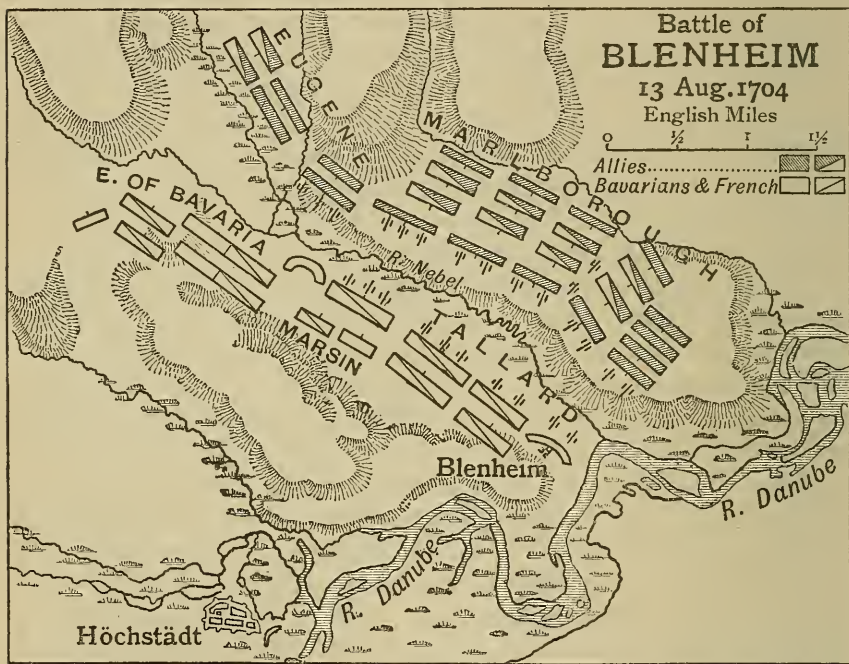 Battle of
BLENHEIM
13 Aug. 1704
English Miles
0 ½ 1 1½
Allies
Bavarians & French
EUGENE
MARLBOROUGH
E. OF BAVARIA
R. Nebel
MARSIN
TALLARD
Blenheim
R. Danube
R. Danube
Höchstädt